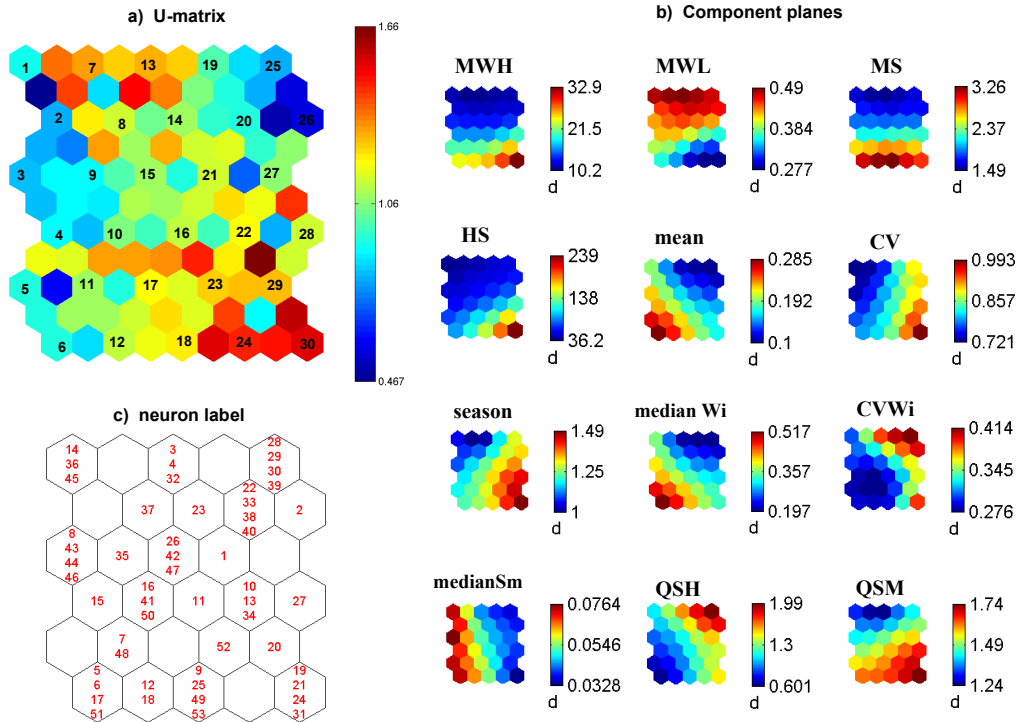 a) U-matrix
1 7 13 19 25
2 8 14 20 26
3 9 15 21 27
4 10 16 22 28
5 11 17 23 29
6 12 18 24 30
1.66
1.06
0.467
b) Component planes
MWH
32.9
21.5
10.2
d
MWL
0.49
0.384
0.277
d
MS
3.26
2.37
1.49
d
HS
239
138
36.2
d
mean
0.285
0.192
0.1
d
CV
0.993
0.857
0.721
d
season
1.49
1.25
1
d
median Wi
0.517
0.357
0.197
d
CVWi
0.414
0.345
0.276
d
medianSm
0.0764
0.0546
0.0328
d
QSH
1.99
1.3
0.601
d
QSM
1.74
1.49
1.24
d
c) neuron label
14
36
45
3
4
32
28
29
30
39
37
23
22
33
38
40
2
8
43
44
46
35
26
42
47
1
15
16
41
50
11
10
13
34
27
7
48
52
20
5
6
17
51
12
18
9
25
49
53
19
21
24
31